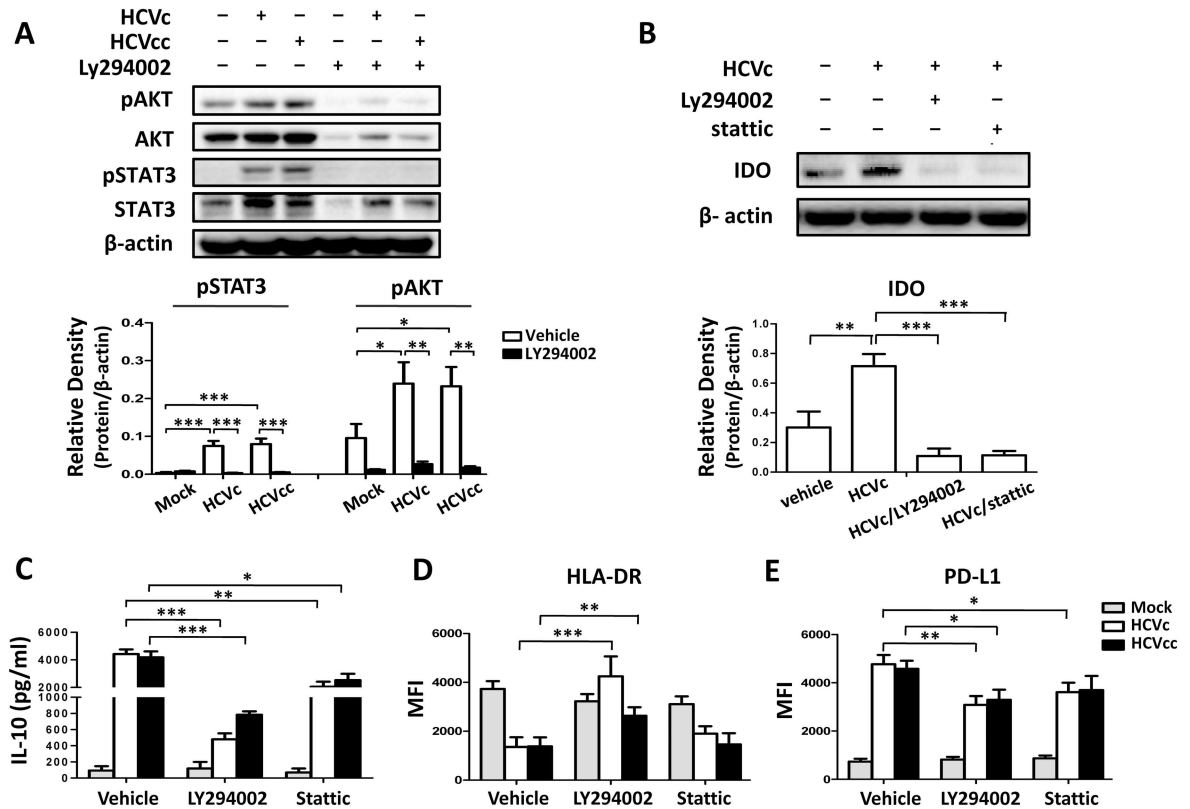 A
HCVc – + – – + –
HCVcc – – + – – +
Ly294002 – – – + + +
pAKT
AKT
pSTAT3
STAT3
β-actin
pSTAT3 pAKT
Relative Density
(Protein/β-actin)
0.4
0.3
0.2
0.1
0.0
*** *** *** ***
* * ** **
Vehicle
LY294002
Mock HCVc HCVcc Mock HCVc HCVcc
B
HCVc – + + +
Ly294002 – – + –
stattic – – – +
IDO
β- actin
IDO
Relative Density
(Protein/β-actin)
1.0
0.8
0.6
0.4
0.2
0.0
** *** ***
vehicle HCVc HCVc/LY294002 HCVc/stattic
C
IL-10 (pg/ml)
6000
4000
2000
1000
800
600
400
200
0
*
**
***
***
Vehicle LY294002 Stattic
D
HLA-DR
MFI
6000
4000
2000
0
**
***
Vehicle LY294002 Stattic
E
PD-L1
MFI
6000
4000
2000
0
*
*
**
Mock
HCVc
HCVcc
Vehicle LY294002 Stattic